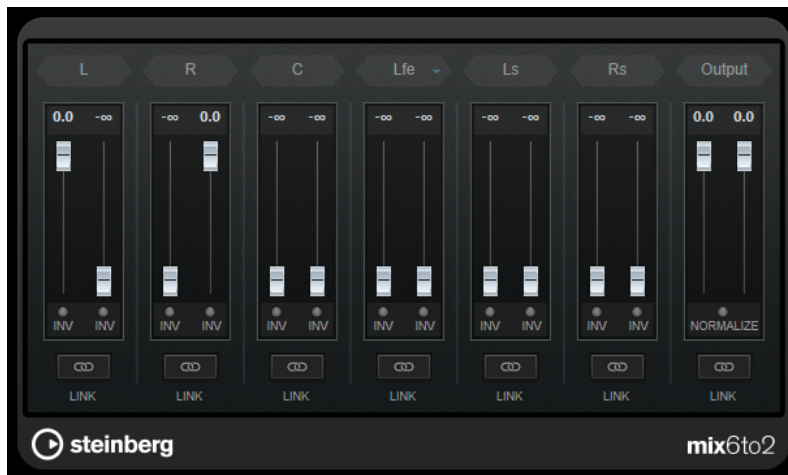 L R C Lfe Ls Rs Output
0.0 -∞ -∞ 0.0 -∞ -∞ -∞ -∞ -∞ -∞ -∞ -∞ 0.0 0.0
INV INV INV INV INV INV INV INV INV INV INV INV NORMALIZE
LINK LINK LINK LINK LINK LINK LINK
steinberg mix6to2